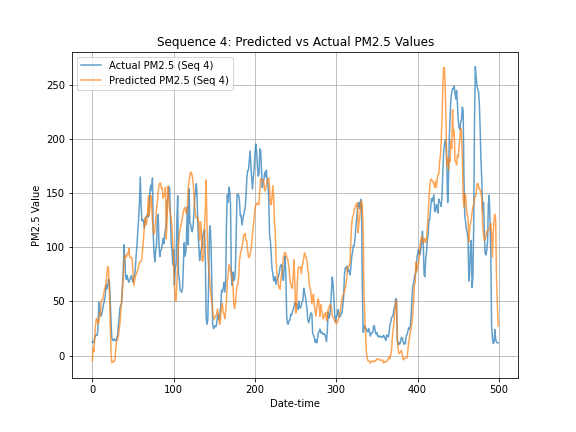 Sequence 4: Predicted vs Actual PM2.5 Values
Actual PM2.5 (Seq 4)
Predicted PM2.5 (Seq 4)
PM2.5 Value
250
200
150
100
50
0
0 100 200 300 400 500
Date-time